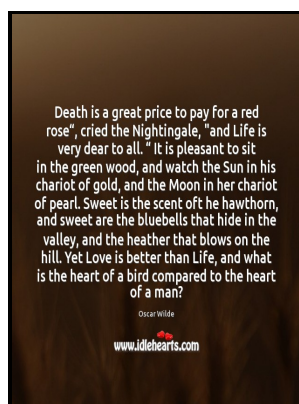 Death is a great price to pay for a red
rose“, cried the Nightingale, "and Life is
very dear to all. “ It is pleasant to sit
in the green wood, and watch the Sun in his
chariot of gold, and the Moon in her chariot
of pearl. Sweet is the scent oft he hawthorn,
and sweet are the bluebells that hide in the
valley, and the heather that blows on the
hill. Yet Love is better than Life, and what
is the heart of a bird compared to the heart
of a man?
Oscar Wilde
www.idlehearts.com